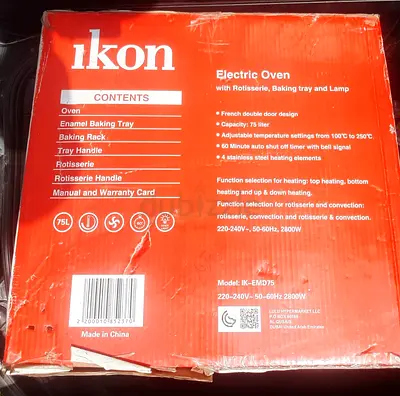 ıkon
CONTENTS
Oven
Enamel Baking Tray
Baking Rack
Tray Handle
Rotisserie
Rotisserie Handle
Manual and Warranty Card
75L
Made in China
Electric Oven
with Rotisserie, Baking tray and Lamp
• French double door design
• Capacity: 75 liter
• Adjustable temperature settings from 100°C to 250°C.
• 60 Minute auto shut off timer with bell signal
• 4 stainless steel heating elements
Function selection for heating: top heating, bottom
heating and up & down heating.
Function selection for rotisserie and convection:
rotisserie, convection and rotisserie & convection.
220-240V~, 50-60Hz, 2800W
Model: IK-EMD75
220-240V~ 50-60Hz 2800W
LULU HYPERMARKET LLC